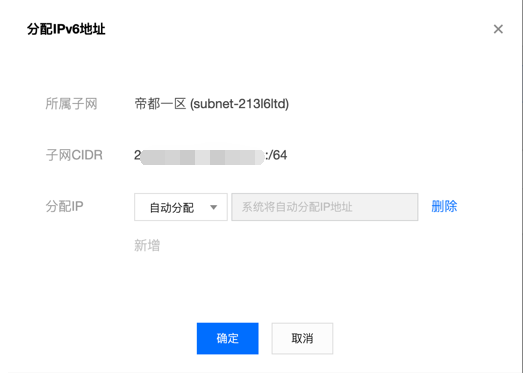 分配IPv6地址
所属子网 帝都一区 (subnet-213l6ltd)
子网CIDR 2 :/64
分配IP 自动分配 系统将自动分配IP地址 删除
新增
确定 取消